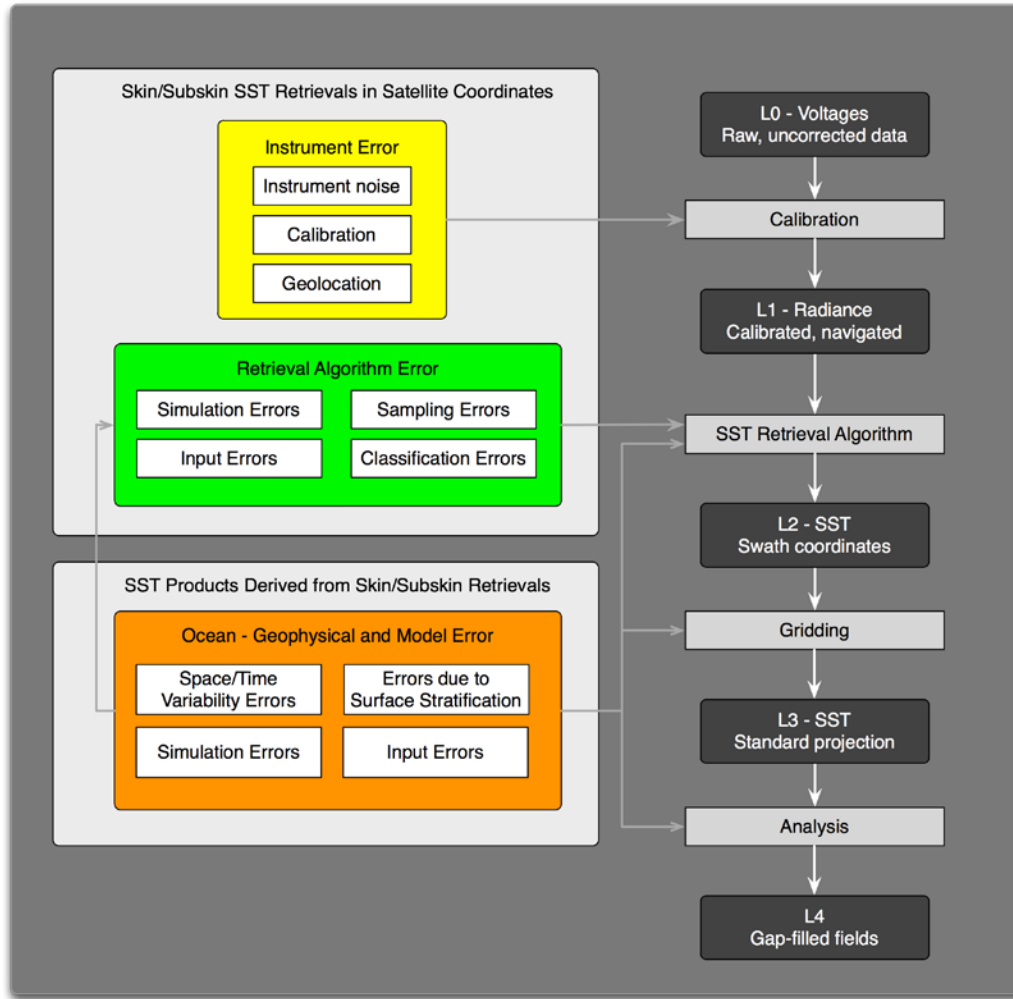 Skin/Subskin SST Retrievals in Satellite Coordinates
Instrument Error
Instrument noise
Calibration
Geolocation
Retrieval Algorithm Error
Simulation Errors
Sampling Errors
Input Errors
Classification Errors
SST Products Derived from Skin/Subskin Retrievals
Ocean - Geophysical and Model Error
Space/Time
Variability Errors
Errors due to
Surface Stratification
Simulation Errors
Input Errors
L0 - Voltages
Raw, uncorrected data
Calibration
L1 - Radiance
Calibrated, navigated
SST Retrieval Algorithm
L2 - SST
Swath coordinates
Gridding
L3 - SST
Standard projection
Analysis
L4
Gap-filled fields